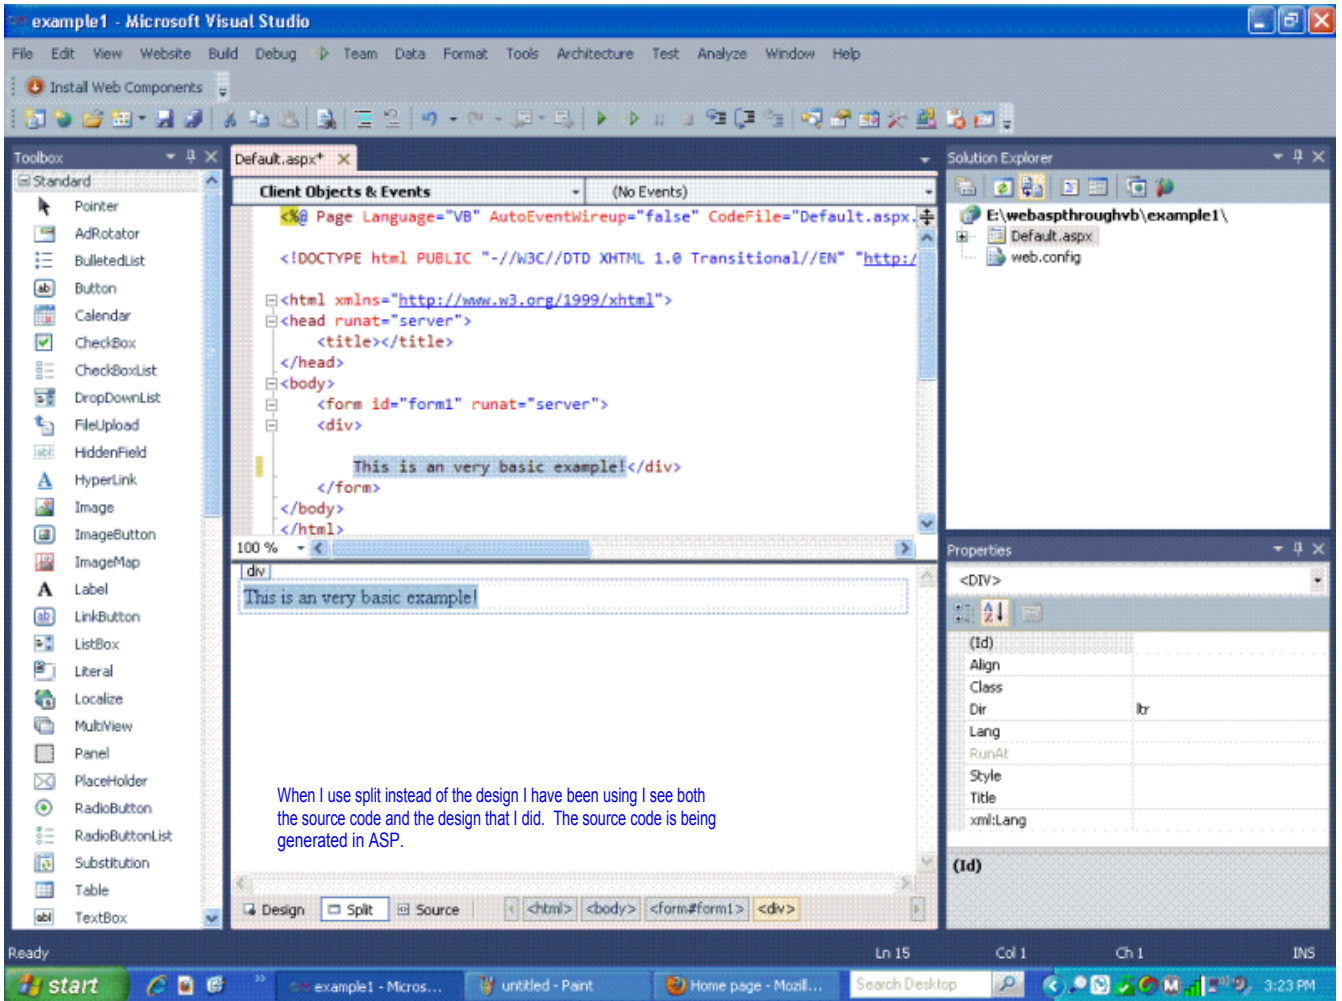 example1 - Microsoft Visual Studio
File Edit View Website Build Debug Team Data Format Tools Architecture Test Analyze Window Help
Install Web Components
Toolbox
Standard
Pointer
AdRotator
BulletedList
Button
Calendar
CheckBox
CheckBoxList
DropDownList
FileUpload
HiddenField
HyperLink
Image
ImageButton
ImageMap
Label
LinkButton
ListBox
Literal
Localize
MultiView
Panel
PlaceHolder
RadioButton
RadioButtonList
Substitution
Table
TextBox
Default.aspx*
Client Objects & Events (No Events)
<%@ Page Language="VB" AutoEventWireup="false" CodeFile="Default.aspx.
<!DOCTYPE html PUBLIC "-//W3C//DTD XHTML 1.0 Transitional//EN" "http:/
<html xmlns="http://www.w3.org/1999/xhtml">
<head runat="server">
<title></title>
</head>
<body>
<form id="form1" runat="server">
<div>
This is an very basic example!</div>
</form>
</body>
</html>
100 %
div
This is an very basic example!
When I use split instead of the design I have been using I see both
the source code and the design that I did. The source code is being
generated in ASP.
Design Split Source <html> <body> <form#form1> <div>
Solution Explorer
E:\webaspthroughvb\example1\
Default.aspx
web.config
Properties
<DIV>
(Id)
Align
Class
Dir ltr
Lang
RunAt
Style
Title
xml:Lang
(Id)
Ready Ln 15 Col 1 Ch 1 INS
start example1 - Micros... untitled - Paint Home page - Mozill... Search Desktop 3:23 PM